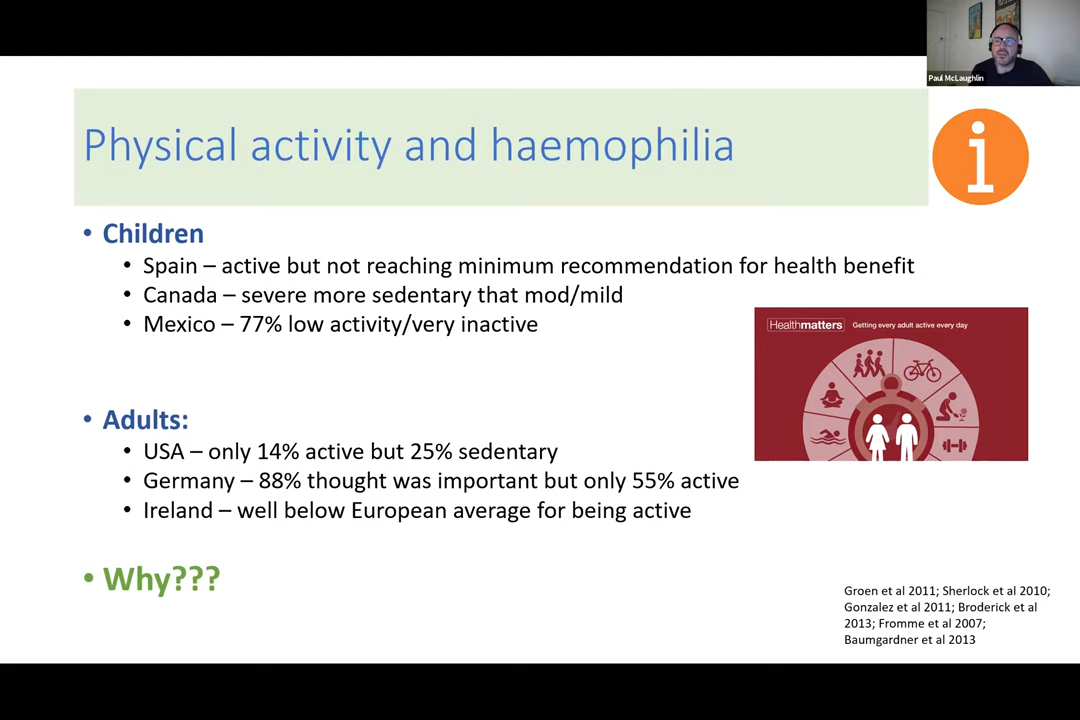 Paul McLaughlin
Physical activity and haemophilia
i
• Children
• Spain – active but not reaching minimum recommendation for health benefit
• Canada – severe more sedentary that mod/mild
• Mexico – 77% low activity/very inactive
Healthmatters Getting every adult active every day
• Adults:
• USA – only 14% active but 25% sedentary
• Germany – 88% thought was important but only 55% active
• Ireland – well below European average for being active
• Why???
Groen et al 2011; Sherlock et al 2010;
Gonzalez et al 2011; Broderick et al
2013; Fromme et al 2007;
Baumgardner et al 2013